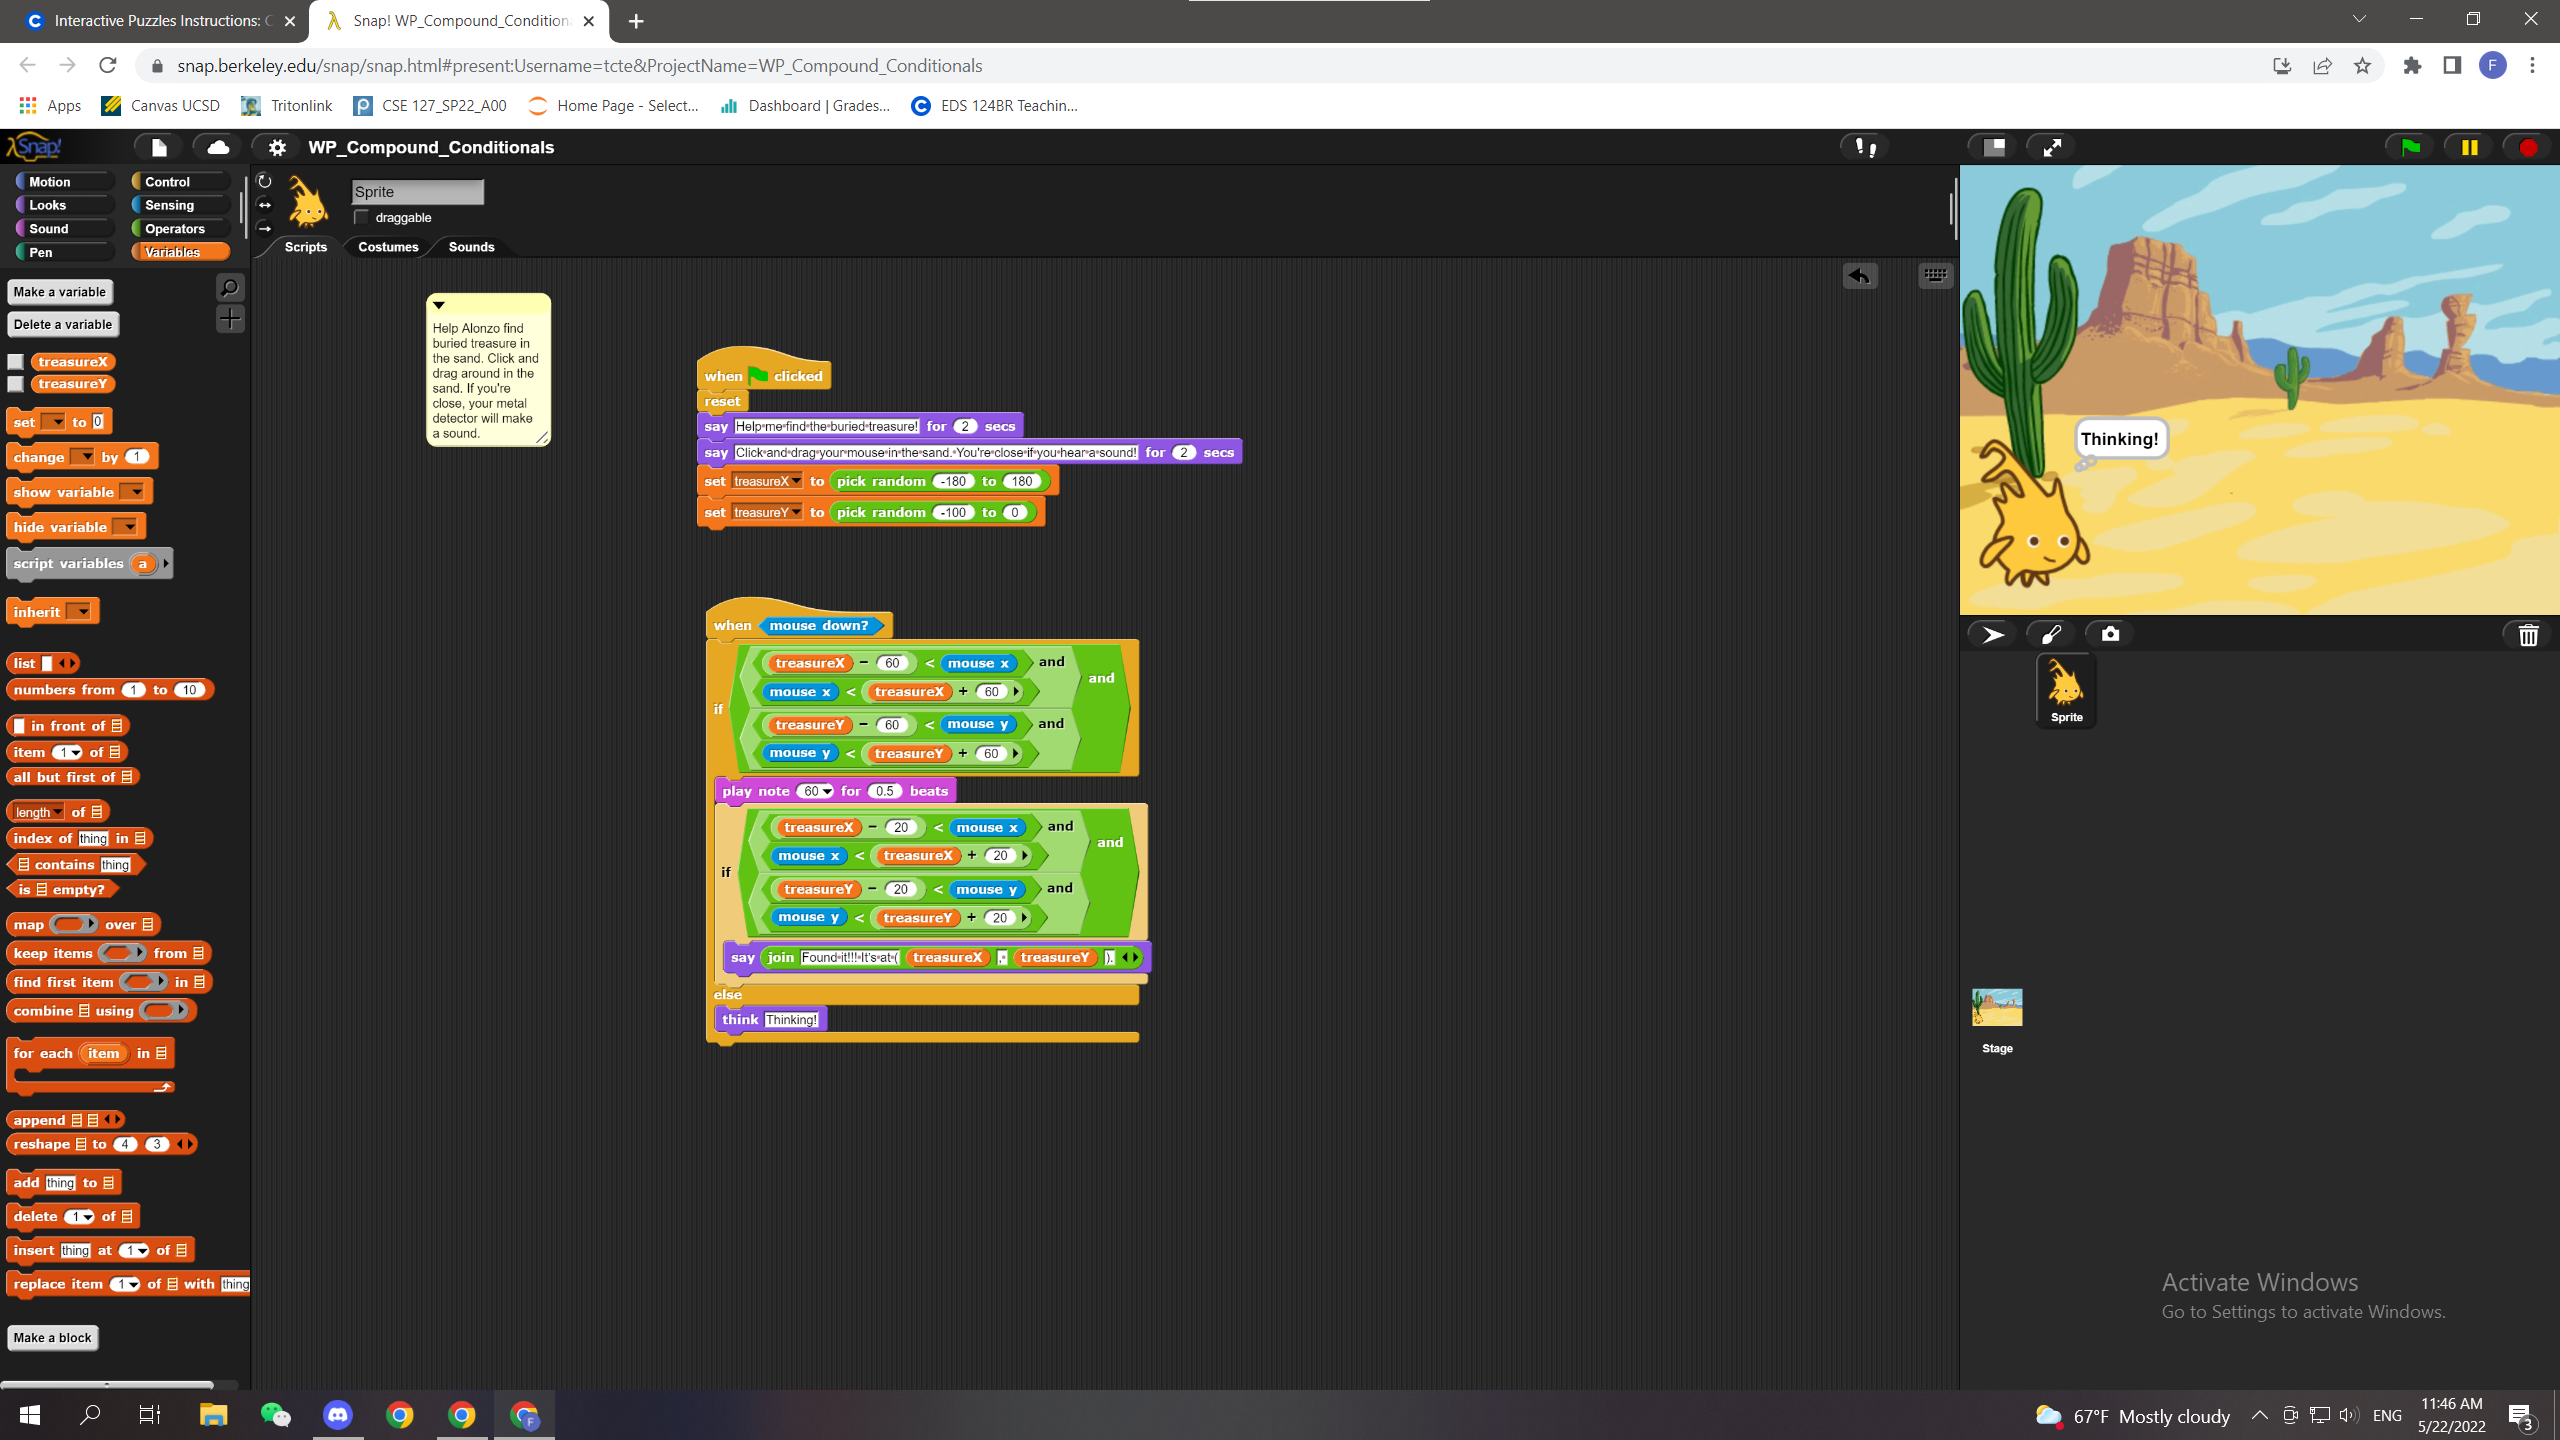 Interactive Puzzles Instructions: C
Snap! WP_Compound_Condition
snap.berkeley.edu/snap/snap.html#present:Username=tcte&ProjectName=WP_Compound_Conditionals
F
Apps
Canvas UCSD
Tritonlink
CSE 127_SP22_A00
Home Page - Select...
Dashboard | Grades...
EDS 124BR Teachin...
Snap!
WP_Compound_Conditionals
Motion
Control
Looks
Sensing
Sound
Operators
Pen
Variables
Sprite
draggable
Scripts
Costumes
Sounds
Make a variable
Delete a variable
treasureX
treasureY
set to 0
change by 1
show variable
hide variable
script variables a
inherit
list
numbers from 1 to 10
in front of
item 1 of
all but first of
length of
index of thing in
contains thing
is empty?
map over
keep items from
find first item in
combine using
for each item in
append
reshape to 4 3
add thing to
delete 1 of
insert thing at 1 of
replace item 1 of with thing
Make a block
Help Alonzo find
buried treasure in
the sand. Click and
drag around in the
sand. If you're
close, your metal
detector will make
a sound.
when clicked
reset
say Help me find the buried treasure! for 2 secs
say Click and drag your mouse in the sand. You're close if you hear a sound! for 2 secs
set treasureX to pick random -180 to 180
set treasureY to pick random -100 to 0
when mouse down?
if
treasureX − 60 < mouse x and
mouse x < treasureX + 60
and
treasureY − 60 < mouse y and
mouse y < treasureY + 60
play note 60 for 0.5 beats
if
treasureX − 20 < mouse x and
mouse x < treasureX + 20
and
treasureY − 20 < mouse y and
mouse y < treasureY + 20
say join Found it!!! It's at ( treasureX , treasureY ).
else
think Thinking!
Thinking!
Sprite
Stage
Activate Windows
Go to Settings to activate Windows.
67°F Mostly cloudy
ENG
11:46 AM
5/22/2022
3